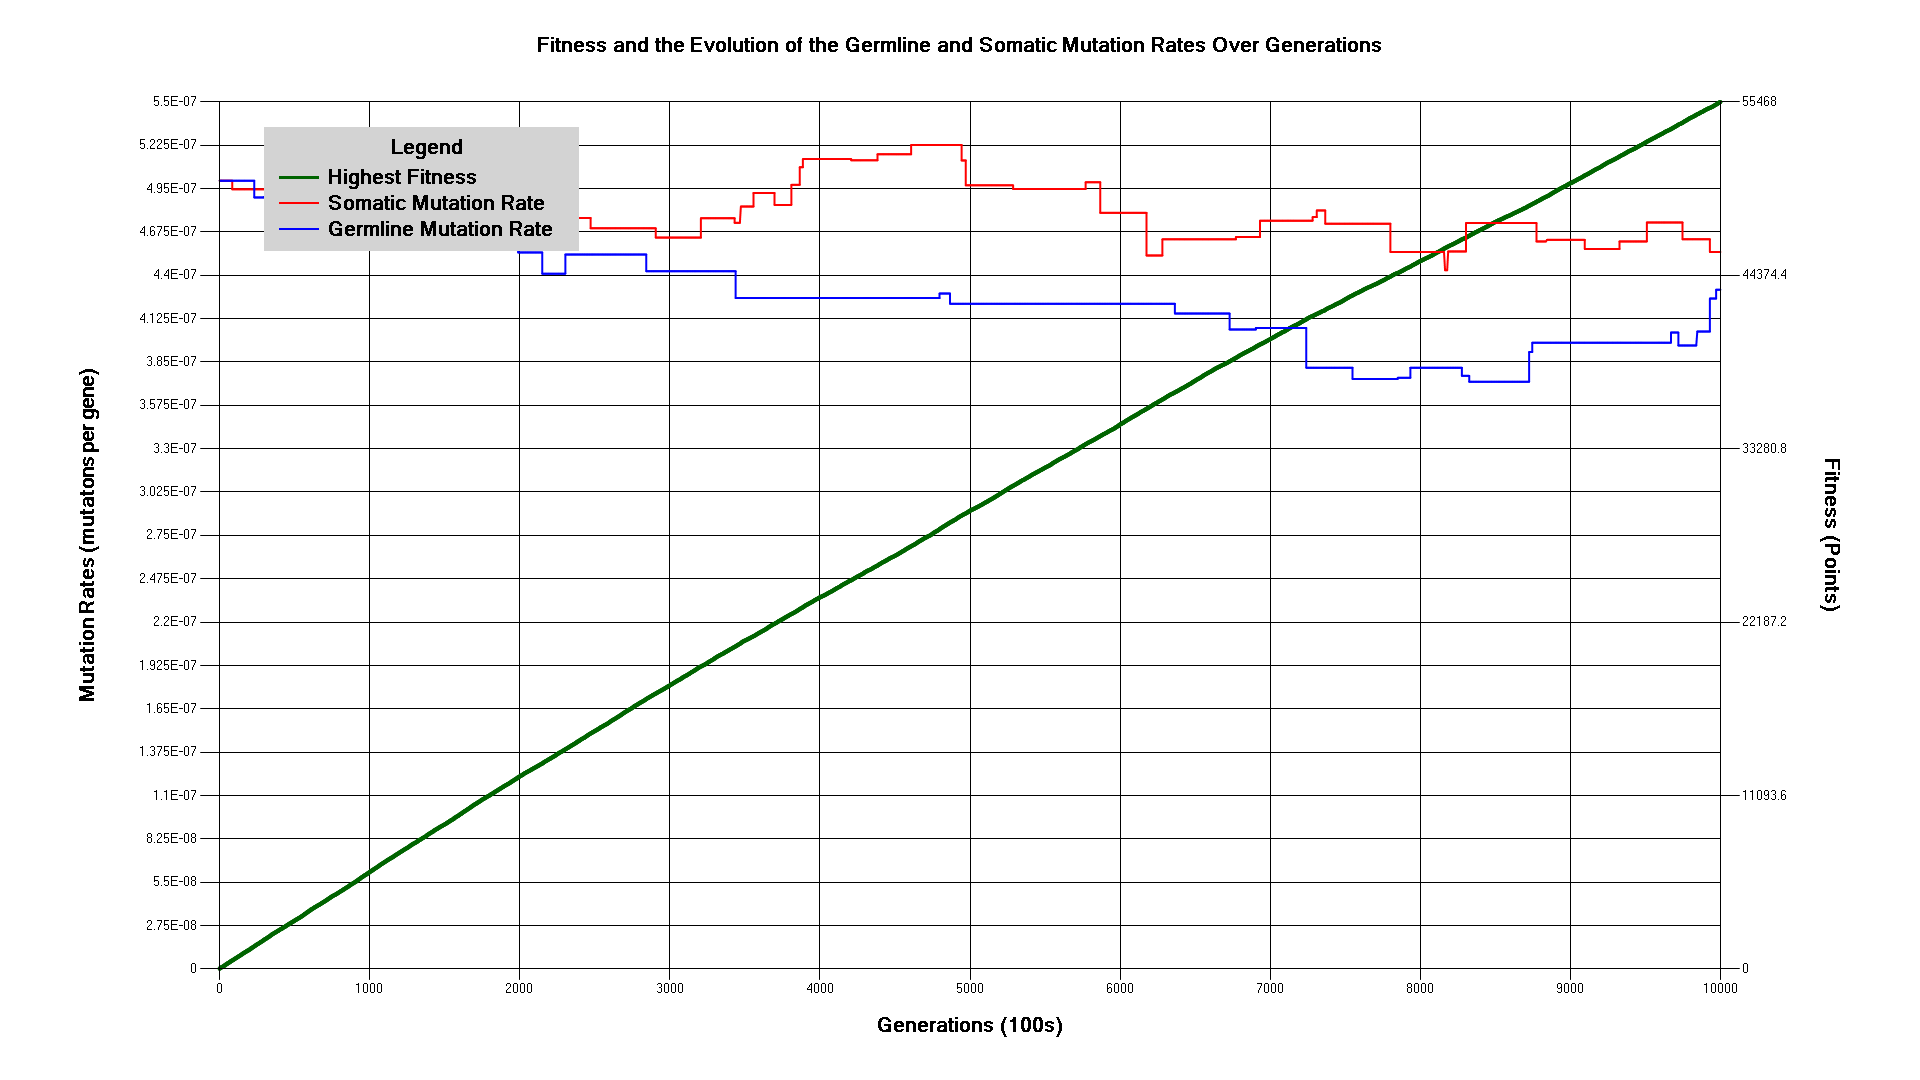 Fitness and the Evolution of the Germline and Somatic Mutation Rates Over Generations
Legend
Highest Fitness
Somatic Mutation Rate
Germline Mutation Rate
Mutation Rates (mutatons per gene)
5.5E-07
5.225E-07
4.95E-07
4.675E-07
4.4E-07
4.125E-07
3.85E-07
3.575E-07
3.3E-07
3.025E-07
2.75E-07
2.475E-07
2.2E-07
1.925E-07
1.65E-07
1.375E-07
1.1E-07
8.25E-08
5.5E-08
2.75E-08
0
55468
44374.4
33280.8
22187.2
11093.6
0
Fitness (Points)
0 1000 2000 3000 4000 5000 6000 7000 8000 9000 10000
Generations (100s)